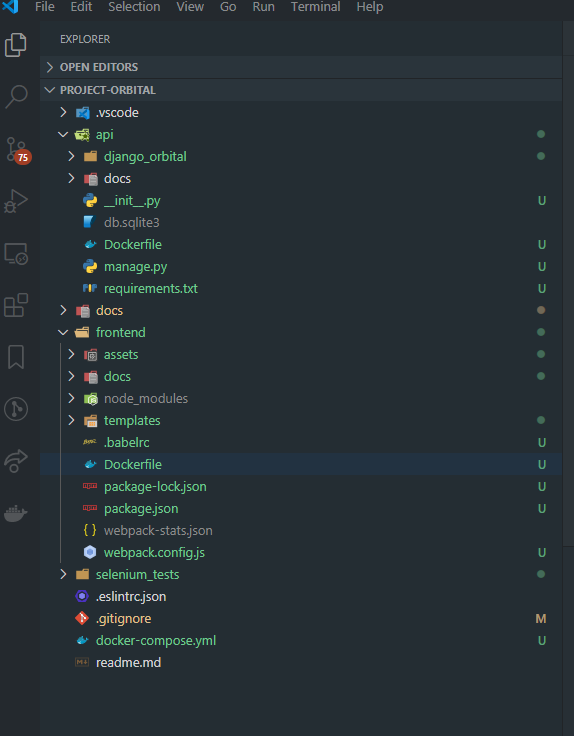 File Edit Selection View Go Run Terminal Help
EXPLORER
OPEN EDITORS
PROJECT-ORBITAL
.vscode
api
django_orbital
docs
75
__init__.py U
db.sqlite3
Dockerfile U
manage.py U
requirements.txt U
docs
frontend
assets
docs
node_modules
templates
.babelrc U
Dockerfile U
package-lock.json U
package.json U
webpack-stats.json
webpack.config.js U
selenium_tests
.eslintrc.json
.gitignore M
docker-compose.yml U
readme.md